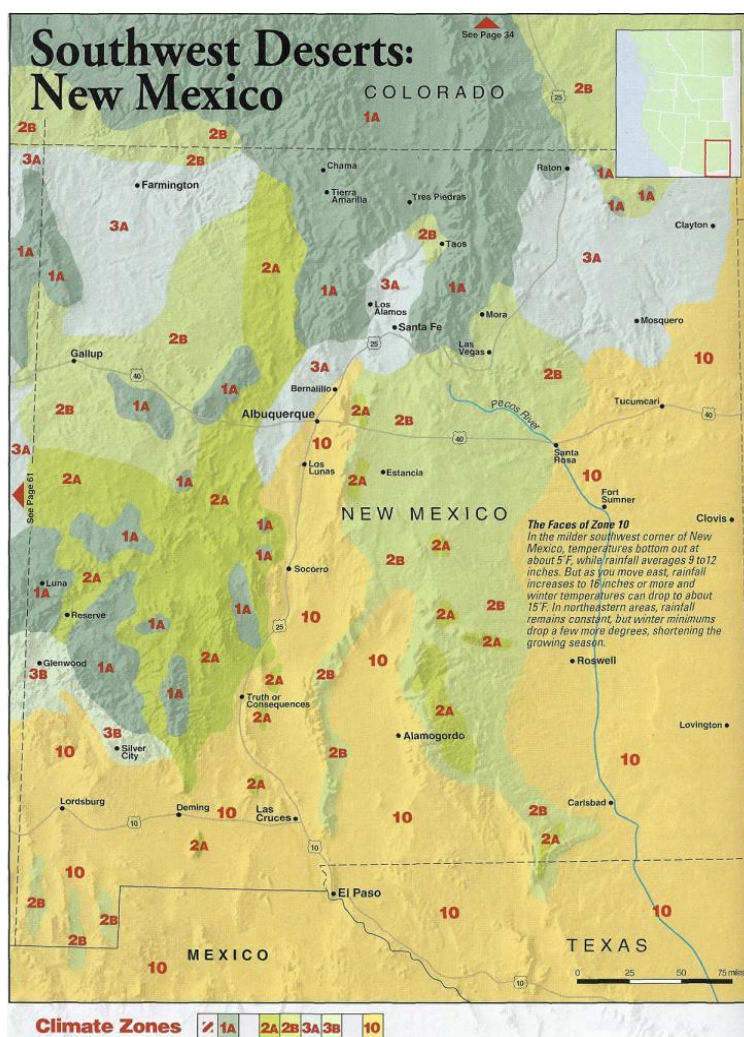 Southwest Deserts:
New Mexico
See Page 34
COLORADO
25
2B
1A
2B
2B
3A
Chama
Raton
1A
1A
1A
Farmington
Tierra
Amarilla
Tres Piedras
3A
2B
Taos
Clayton
1A
1A
2A
3A
3A
1A
1A
Los
Alamos
Santa Fe
Mora
Mosquero
2B
25
Las
Vegas
10
Gallup
40
3A
2B
1A
1A
Bernalillo
Tucumcari
2B
Albuquerque
2A
2B
Pecos River
40
10
40
3A
Los
Lunas
Santa
Rosa
See Page 61
2A
1A
2A
2A
Estancia
10
Fort
Sumner
NEW MEXICO
Clovis
1A
1A
The Faces of Zone 10
In the milder southwest corner of New
Mexico, temperatures bottom out at
about 5°F, while rainfall averages 9 to 12
inches. But as you move east, rainfall
increases to 16 inches or more and
winter temperatures can drop to about
15°F. In northeastern areas, rainfall
remains constant, but winter minimums
drop a few more degrees, shortening the
growing season.
2A
1A
2B
Socorro
Luna
2A
1A
1A
2B
Reserve
1A
10
2A
25
2A
Glenwood
2A
10
Roswell
3B
1A
2B
2A
1A
Truth or
Consequences
2A
2A
3B
Alamogordo
Lovington
10
Silver
City
2B
10
2A
Lordsburg
Deming
10
Las
Cruces
10
2B
Carlsbad
10
10
2A
2A
10
El Paso
2B
2B
2B
10
10
MEXICO
TEXAS
10
10
0 25 50 75 miles
Climate Zones 1A 2A 2B 3A 3B 10